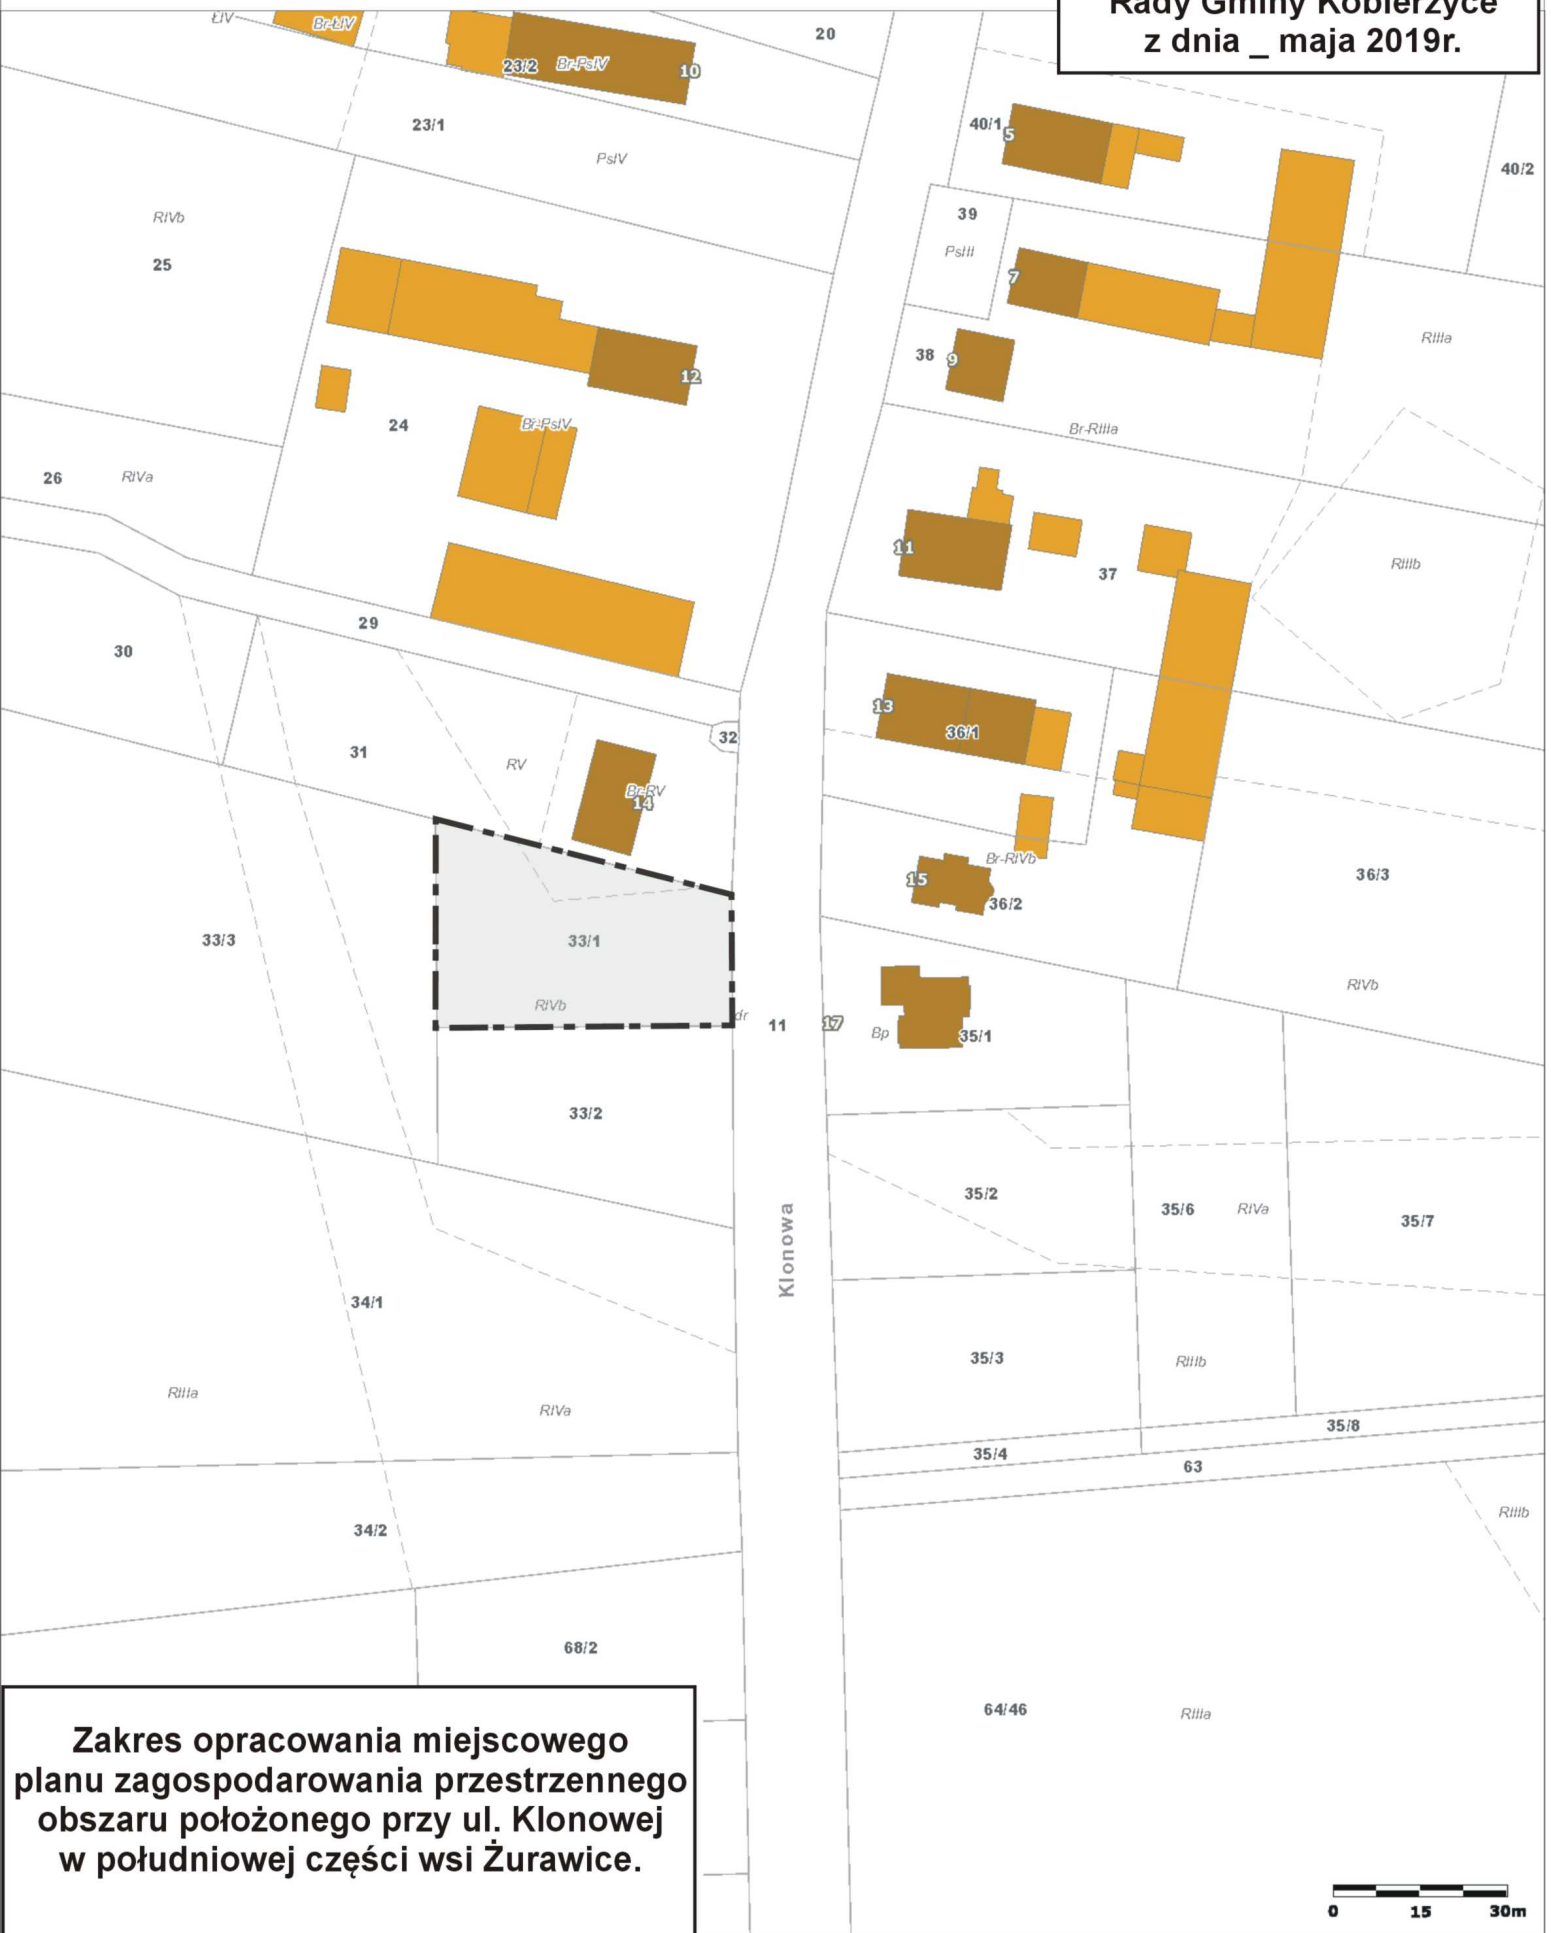 Rady Gminy Kobierzyce
z dnia _ maja 2019r.
ŁIV
Br-ŁIV
20
23/2
Br-PsIV
10
23/1
PsIV
40/1
5
40/2
RIVb
25
39
PsIII
7
RIIIa
38
9
12
24
Br-PsIV
Br-RIIIa
26
RIVa
11
37
RIIIb
29
30
13
36/1
32
31
RV
Br-RV
14
Br-RIVb
15
36/2
36/3
33/3
33/1
RIVb
RIVb
dr
11
17
Bp
35/1
33/2
35/2
35/6
RIVa
35/7
Klonowa
34/1
35/3
RIIIb
RIIIa
RIVa
35/8
35/4
63
34/2
RIIIb
68/2
64/46
RIIIa
Zakres opracowania miejscowego
planu zagospodarowania przestrzennego
obszaru położonego przy ul. Klonowej
w południowej części wsi Żurawice.
0 15 30m